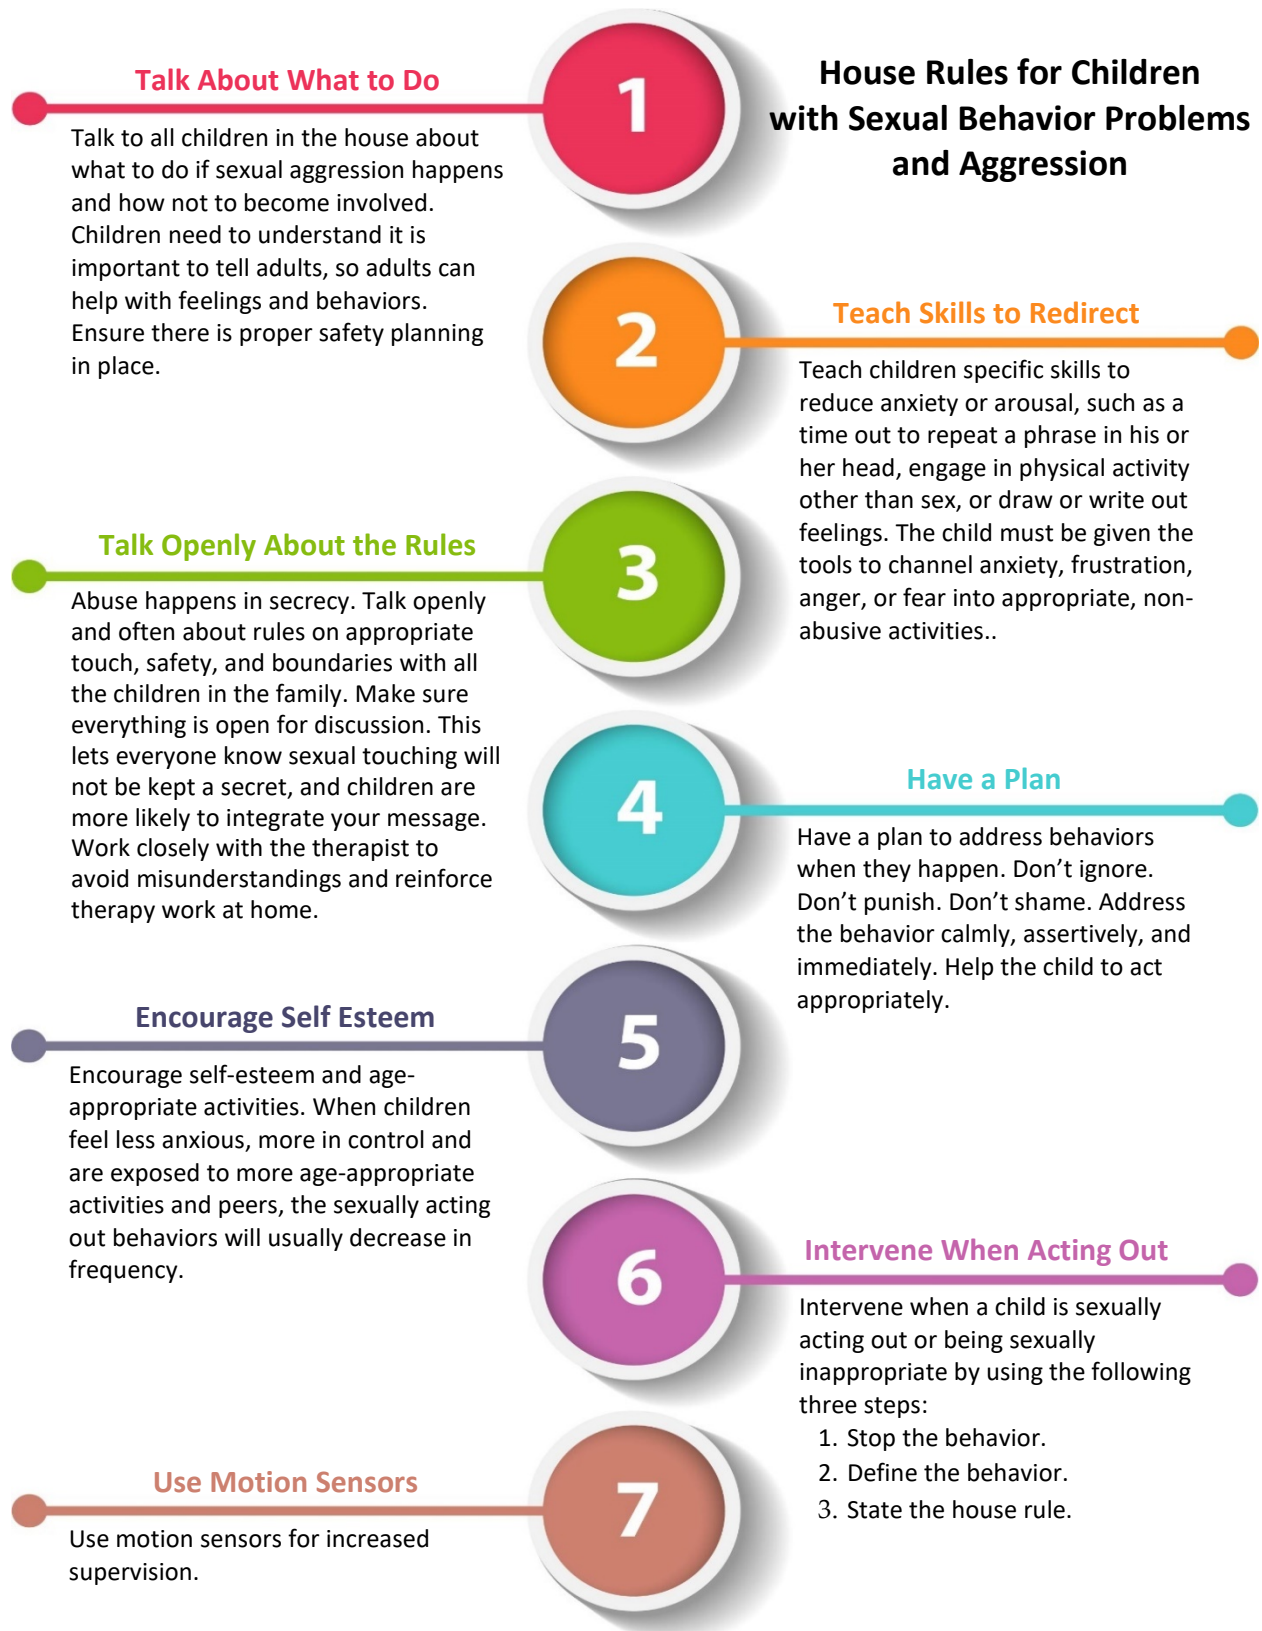 House Rules for Children
with Sexual Behavior Problems
and Aggression
1
Talk About What to Do
Talk to all children in the house about
what to do if sexual aggression happens
and how not to become involved.
Children need to understand it is
important to tell adults, so adults can
help with feelings and behaviors.
Ensure there is proper safety planning
in place.
2
Teach Skills to Redirect
Teach children specific skills to
reduce anxiety or arousal, such as a
time out to repeat a phrase in his or
her head, engage in physical activity
other than sex, or draw or write out
feelings. The child must be given the
tools to channel anxiety, frustration,
anger, or fear into appropriate, non-
abusive activities..
3
Talk Openly About the Rules
Abuse happens in secrecy. Talk openly
and often about rules on appropriate
touch, safety, and boundaries with all
the children in the family. Make sure
everything is open for discussion. This
lets everyone know sexual touching will
not be kept a secret, and children are
more likely to integrate your message.
Work closely with the therapist to
avoid misunderstandings and reinforce
therapy work at home.
4
Have a Plan
Have a plan to address behaviors
when they happen. Don’t ignore.
Don’t punish. Don’t shame. Address
the behavior calmly, assertively, and
immediately. Help the child to act
appropriately.
5
Encourage Self Esteem
Encourage self-esteem and age-
appropriate activities. When children
feel less anxious, more in control and
are exposed to more age-appropriate
activities and peers, the sexually acting
out behaviors will usually decrease in
frequency.
6
Intervene When Acting Out
Intervene when a child is sexually
acting out or being sexually
inappropriate by using the following
three steps:
1. Stop the behavior.
2. Define the behavior.
3. State the house rule.
7
Use Motion Sensors
Use motion sensors for increased
supervision.